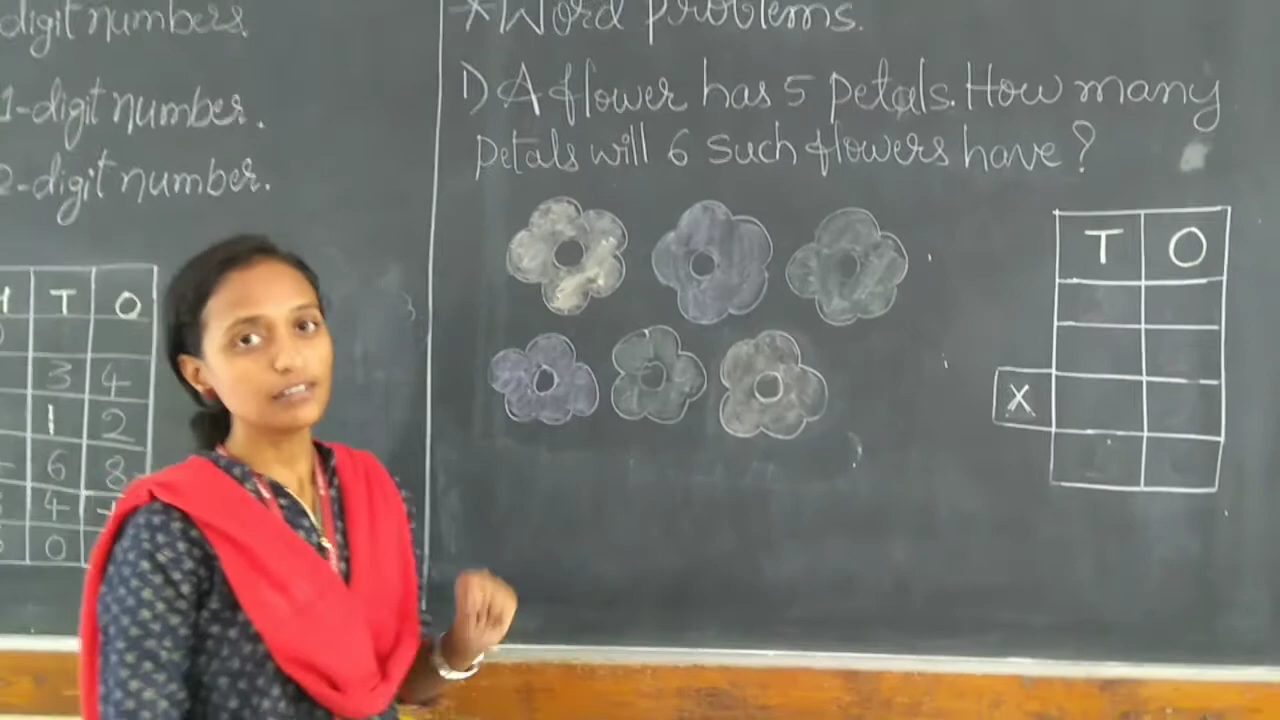 digit numbers.
1-digit number.
2-digit number.
T O
3 4
1 2
6 8
4
0
*Word problems.
1) A flower has 5 petals. How many
petals will 6 such flowers have?
T O
X